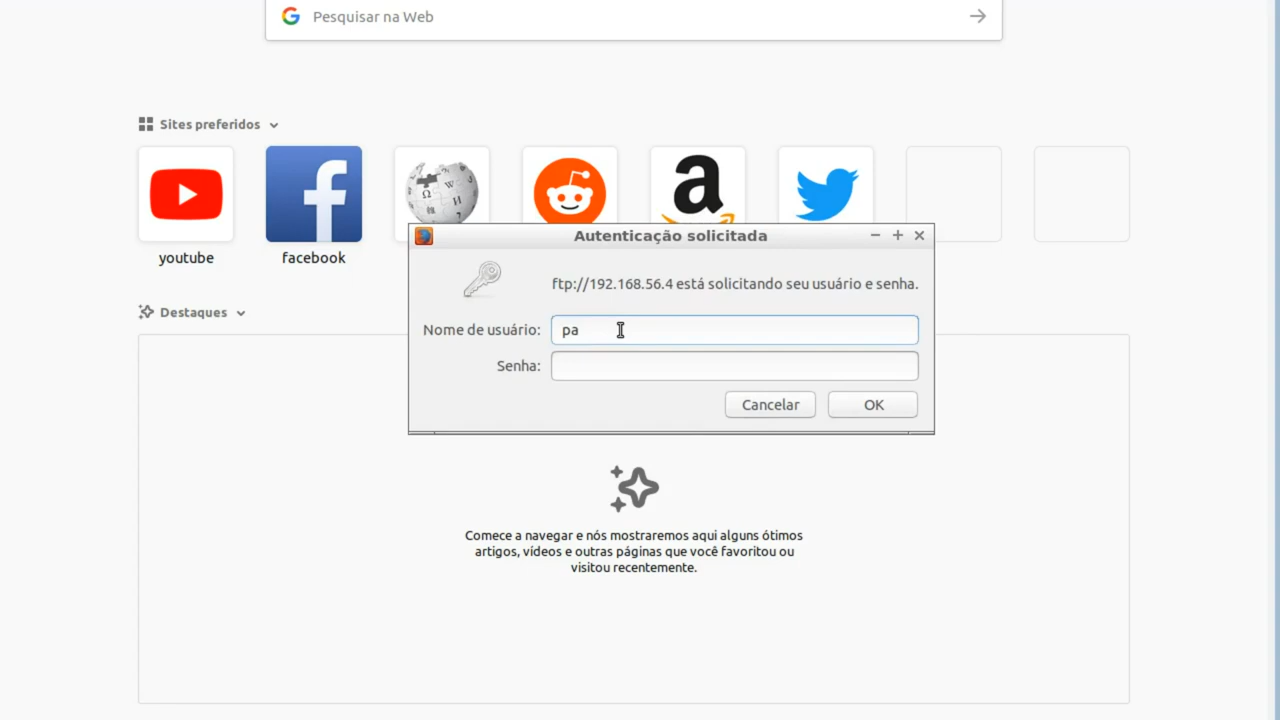 Pesquisar na Web
Sites preferidos
youtube
facebook
Autenticação solicitada
ftp://192.168.56.4 está solicitando seu usuário e senha.
Nome de usuário: pa
Senha:
Cancelar
OK
Destaques
Comece a navegar e nós mostraremos aqui alguns ótimos
artigos, vídeos e outras páginas que você favoritou ou
visitou recentemente.